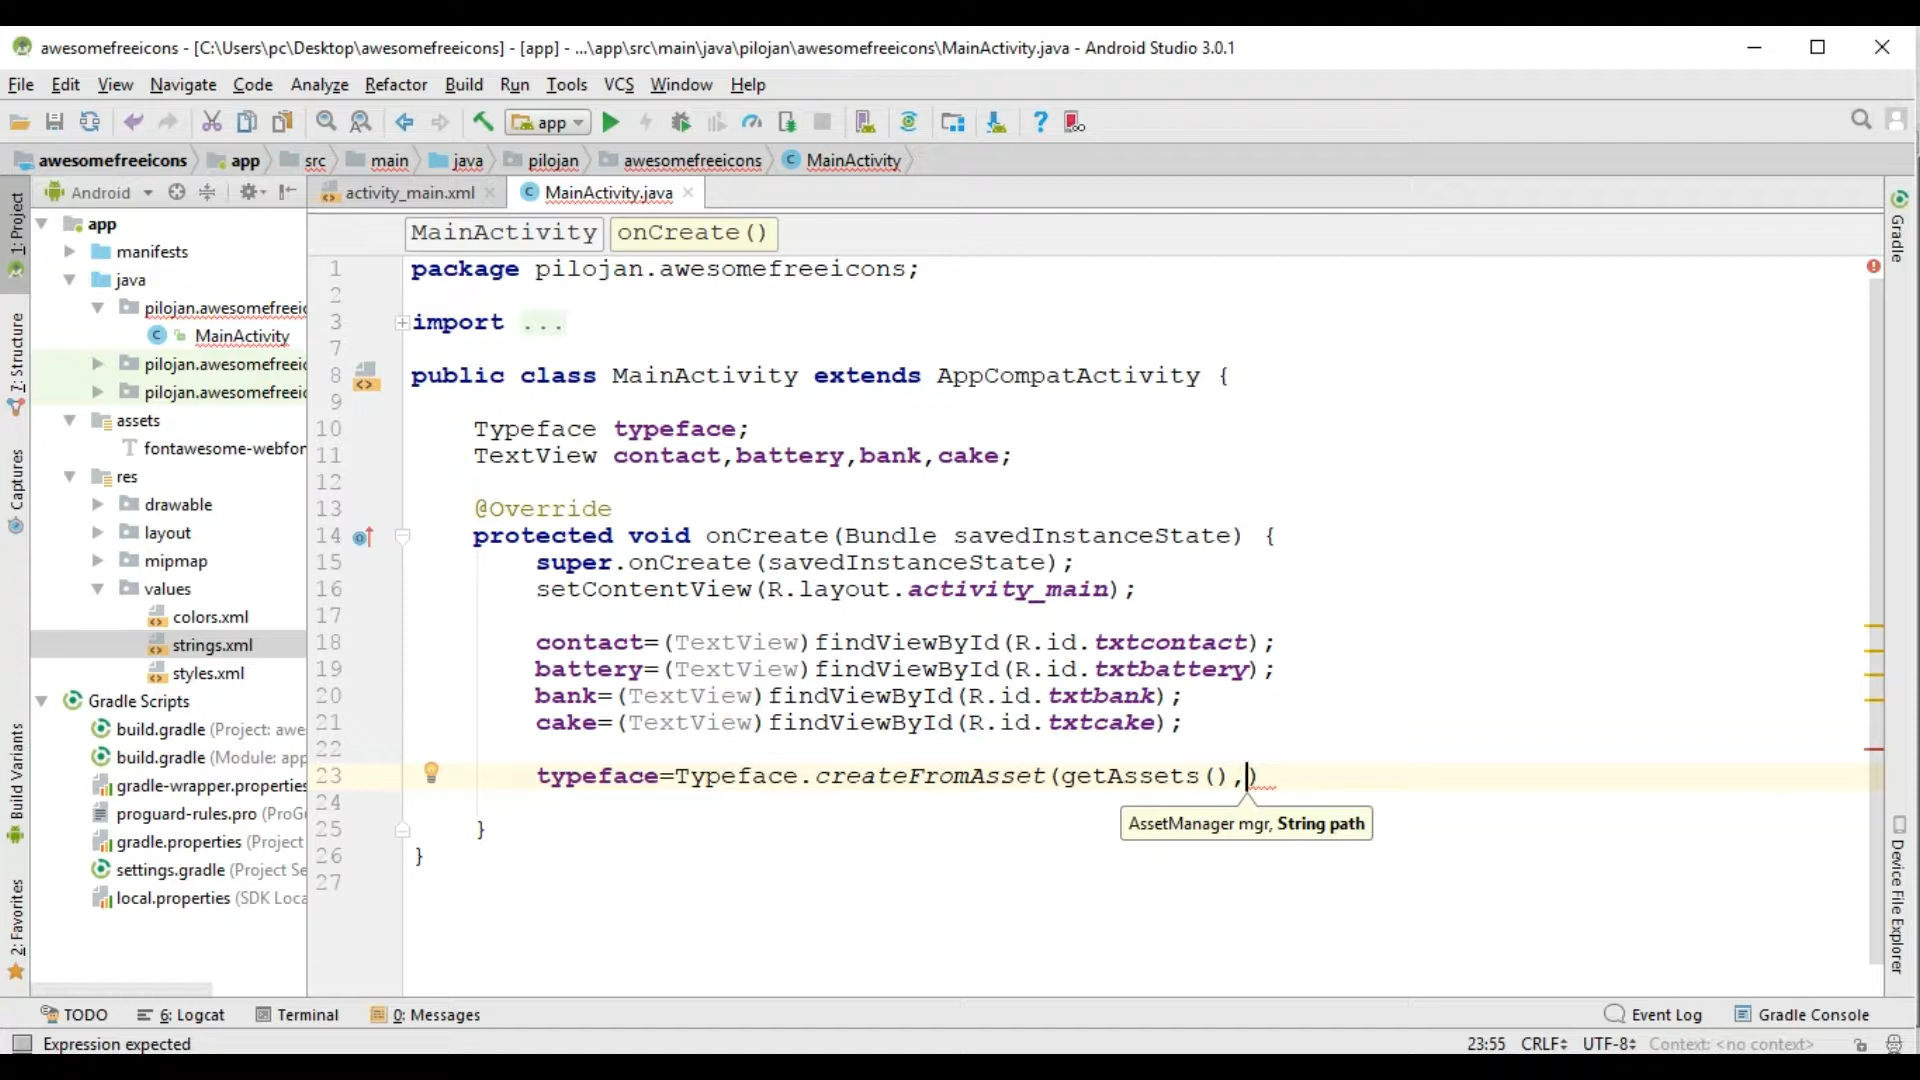 awesomefreeicons - [C:\Users\pc\Desktop\awesomefreeicons] - [app] - ...\app\src\main\java\pilojan\awesomefreeicons\MainActivity.java - Android Studio 3.0.1
File Edit View Navigate Code Analyze Refactor Build Run Tools VCS Window Help
app
awesomefreeicons app src main java pilojan awesomefreeicons MainActivity
Android activity_main.xml MainActivity.java
MainActivity onCreate()
1: Project
7: Structure
Captures
Build Variants
2: Favorites
app
manifests
java
pilojan.awesomefreeic
MainActivity
pilojan.awesomefreeic
pilojan.awesomefreeic
assets
fontawesome-webfon
res
drawable
layout
mipmap
values
colors.xml
strings.xml
styles.xml
Gradle Scripts
build.gradle (Project: awe
build.gradle (Module: app
gradle-wrapper.properties
proguard-rules.pro (ProG
gradle.properties (Project
settings.gradle (Project Se
local.properties (SDK Loca
1 package pilojan.awesomefreeicons;
2
3 import ...
7
8 public class MainActivity extends AppCompatActivity {
9
10 Typeface typeface;
11 TextView contact,battery,bank,cake;
12
13 @Override
14 protected void onCreate(Bundle savedInstanceState) {
15 super.onCreate(savedInstanceState);
16 setContentView(R.layout.activity_main);
17
18 contact=(TextView)findViewById(R.id.txtcontact);
19 battery=(TextView)findViewById(R.id.txtbattery);
20 bank=(TextView)findViewById(R.id.txtbank);
21 cake=(TextView)findViewById(R.id.txtcake);
22
23 typeface=Typeface.createFromAsset(getAssets(),)
AssetManager mgr, String path
24
25 }
26 }
27
Gradle
Device File Explorer
TODO 6: Logcat Terminal 0: Messages Event Log Gradle Console
Expression expected 23:55 CRLF UTF-8 Context: <no context>